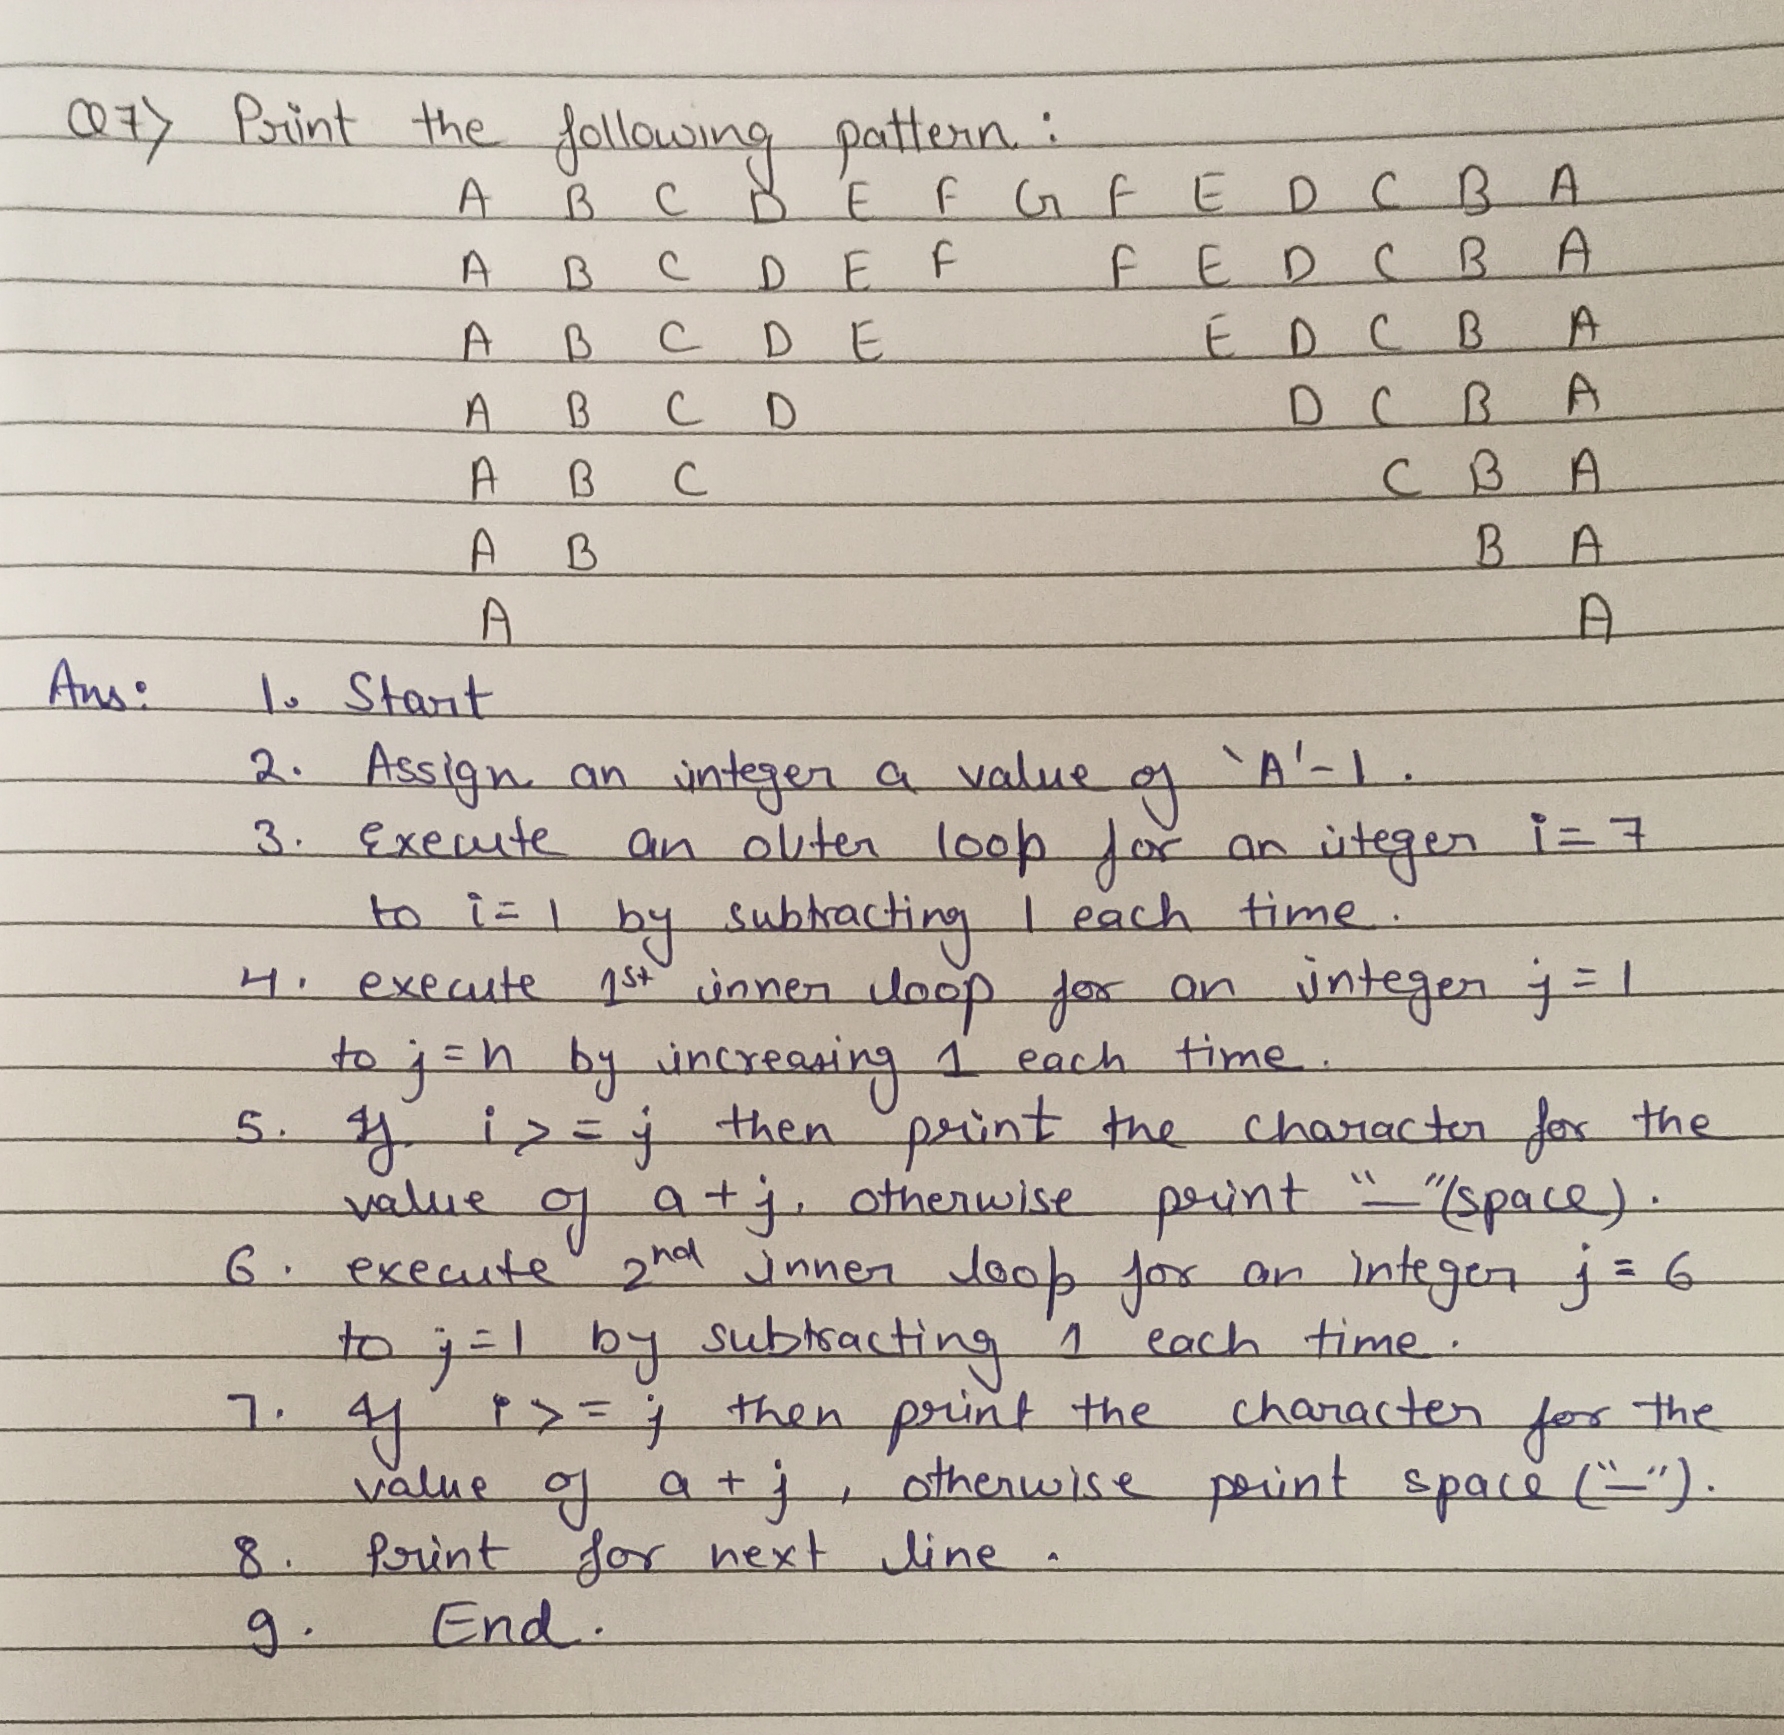 Q7) Print the following pattern :
A B C D E F G F E D C B A
A B C D E F F E D C B A
A B C D E E D C B A
A B C D D C B A
A B C C B A
A B B A
A A
Ans: 1. Start
2. Assign an integer a value of 'A'-1.
3. Execute an outer loop for an iteger i=7
to i=1 by subtracting 1 each time.
4. execute 1st inner loop for an integer j=1
to j=n by increasing 1 each time.
5. If i>=j then print the character for the
value of a+j, otherwise print "_"(space).
6. execute 2nd inner loop for an integer j=6
to j=1 by subtracting 1 each time.
7. If i>=j then print the character for the
value of a+j, otherwise print space ("_").
8. Print for next line.
9. End.